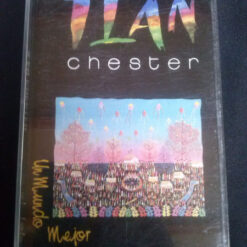 ILAN
chester
Un Mundo
Mejor